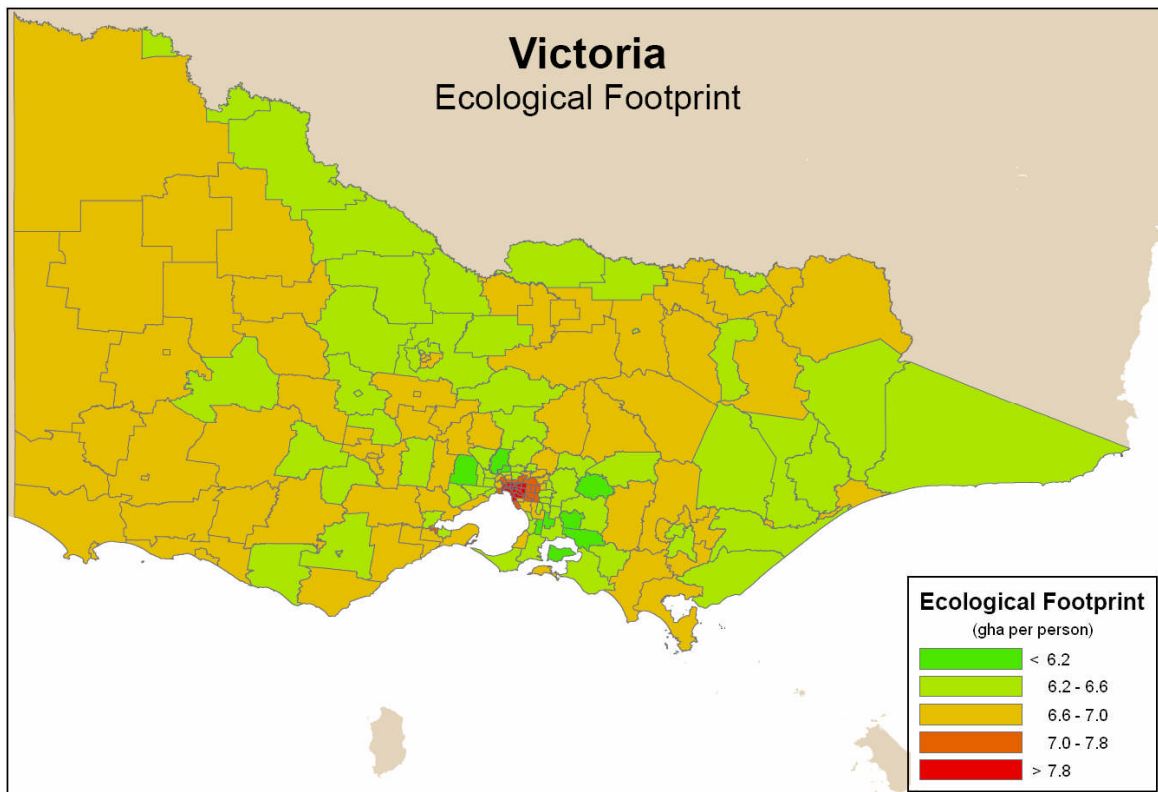 Victoria
Ecological Footprint
Ecological Footprint
(gha per person)
< 6.2
6.2 - 6.6
6.6 - 7.0
7.0 - 7.8
> 7.8